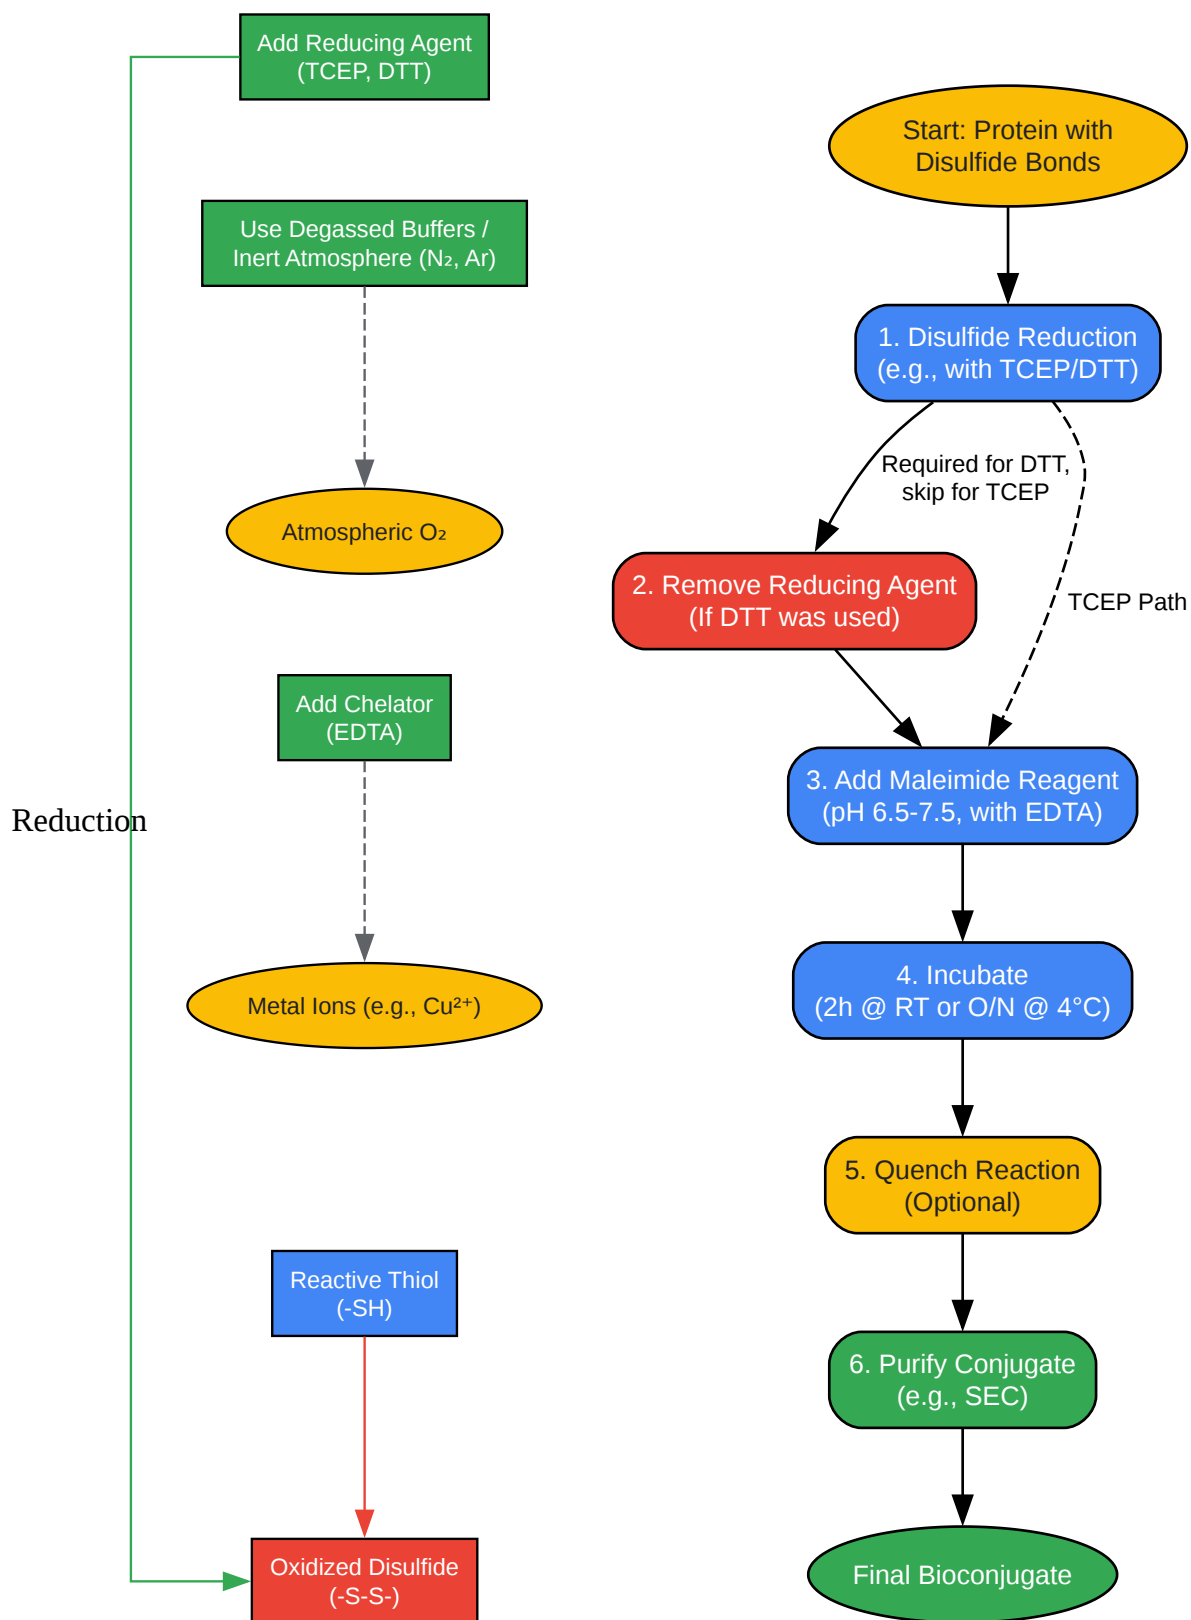 Add Reducing Agent
(TCEP, DTT)
Use Degassed Buffers /
Inert Atmosphere (N₂, Ar)
Atmospheric O₂
Add Chelator
(EDTA)
Reduction
Metal Ions (e.g., Cu²⁺)
Reactive Thiol
(-SH)
Oxidized Disulfide
(-S-S-)
Start: Protein with
Disulfide Bonds
1. Disulfide Reduction
(e.g., with TCEP/DTT)
Required for DTT,
skip for TCEP
2. Remove Reducing Agent
(If DTT was used)
TCEP Path
3. Add Maleimide Reagent
(pH 6.5-7.5, with EDTA)
4. Incubate
(2h @ RT or O/N @ 4°C)
5. Quench Reaction
(Optional)
6. Purify Conjugate
(e.g., SEC)
Final Bioconjugate